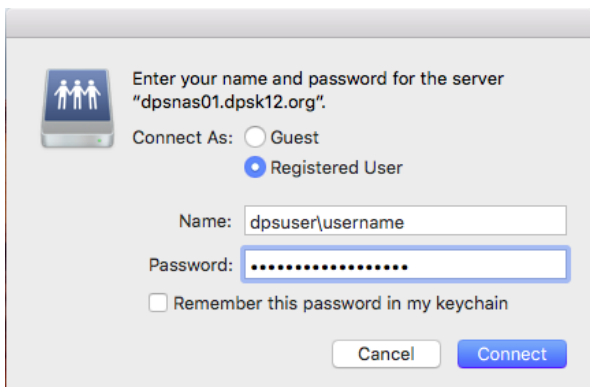 Enter your name and password for the server
“dpsnas01.dpsk12.org”.
Connect As: Guest
Registered User
Name: dpsuser\username
Password: ••••••••••••••••••
Remember this password in my keychain
Cancel Connect